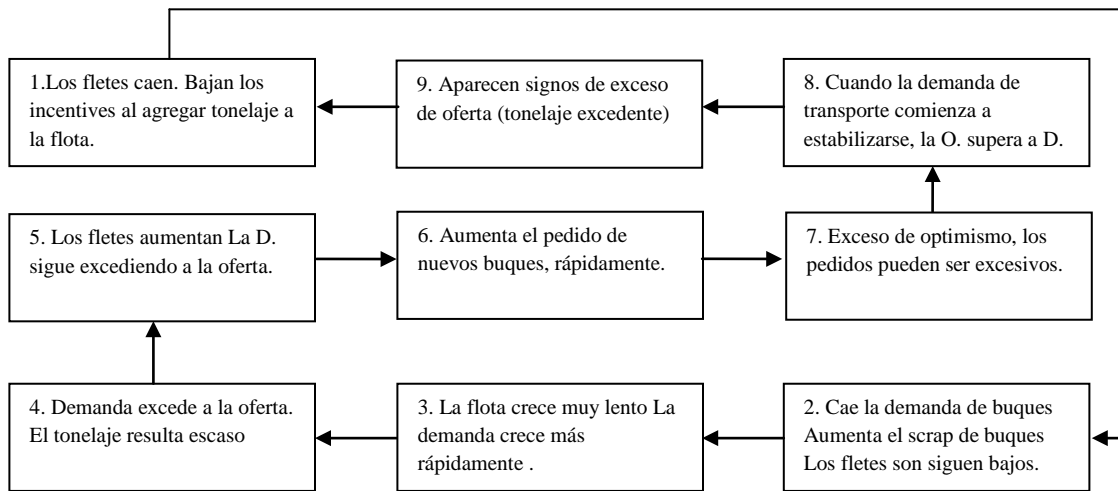 1.Los fletes caen. Bajan los
incentives al agregar tonelaje a
la flota.
9. Aparecen signos de exceso
de oferta (tonelaje excedente)
8. Cuando la demanda de
transporte comienza a
estabilizarse, la O. supera a D.
5. Los fletes aumentan La D.
sigue excediendo a la oferta.
6. Aumenta el pedido de
nuevos buques, rápidamente.
7. Exceso de optimismo, los
pedidos pueden ser excesivos.
4. Demanda excede a la oferta.
El tonelaje resulta escaso
3. La flota crece muy lento La
demanda crece más
rápidamente .
2. Cae la demanda de buques
Aumenta el scrap de buques
Los fletes son siguen bajos.